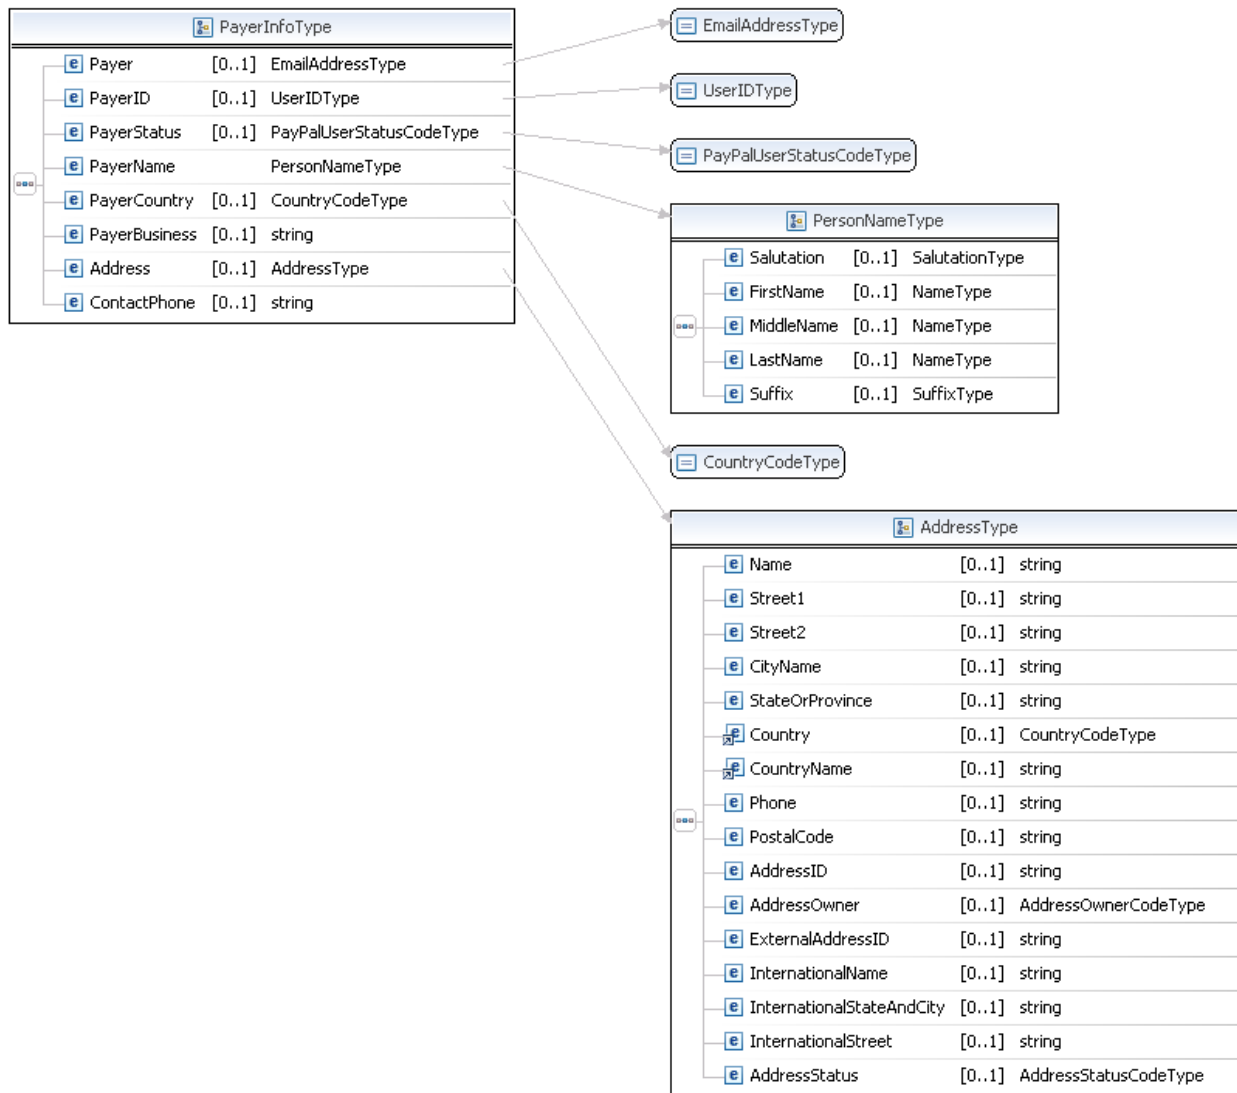 PayerInfoType
e Payer [0..1] EmailAddressType
e PayerID [0..1] UserIDType
e PayerStatus [0..1] PayPalUserStatusCodeType
e PayerName PersonNameType
e PayerCountry [0..1] CountryCodeType
e PayerBusiness [0..1] string
e Address [0..1] AddressType
e ContactPhone [0..1] string
EmailAddressType
UserIDType
PayPalUserStatusCodeType
PersonNameType
e Salutation [0..1] SalutationType
e FirstName [0..1] NameType
e MiddleName [0..1] NameType
e LastName [0..1] NameType
e Suffix [0..1] SuffixType
CountryCodeType
AddressType
e Name [0..1] string
e Street1 [0..1] string
e Street2 [0..1] string
e CityName [0..1] string
e StateOrProvince [0..1] string
e Country [0..1] CountryCodeType
e CountryName [0..1] string
e Phone [0..1] string
e PostalCode [0..1] string
e AddressID [0..1] string
e AddressOwner [0..1] AddressOwnerCodeType
e ExternalAddressID [0..1] string
e InternationalName [0..1] string
e InternationalStateAndCity [0..1] string
e InternationalStreet [0..1] string
e AddressStatus [0..1] AddressStatusCodeType